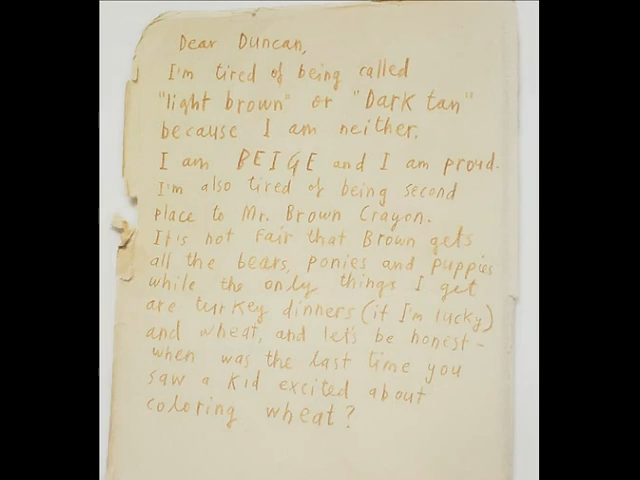 Dear Duncan,
I'm tired of being called
"light brown" or "Dark tan"
because I am neither.
I am BEIGE and I am proud.
I'm also tired of being second
place to Mr. Brown Crayon.
It's not fair that Brown gets
all the bears, ponies and puppies
while the only things I get
are turkey dinners (if I'm lucky)
and wheat, and let's be honest-
when was the last time you
saw a kid excited about
coloring wheat?